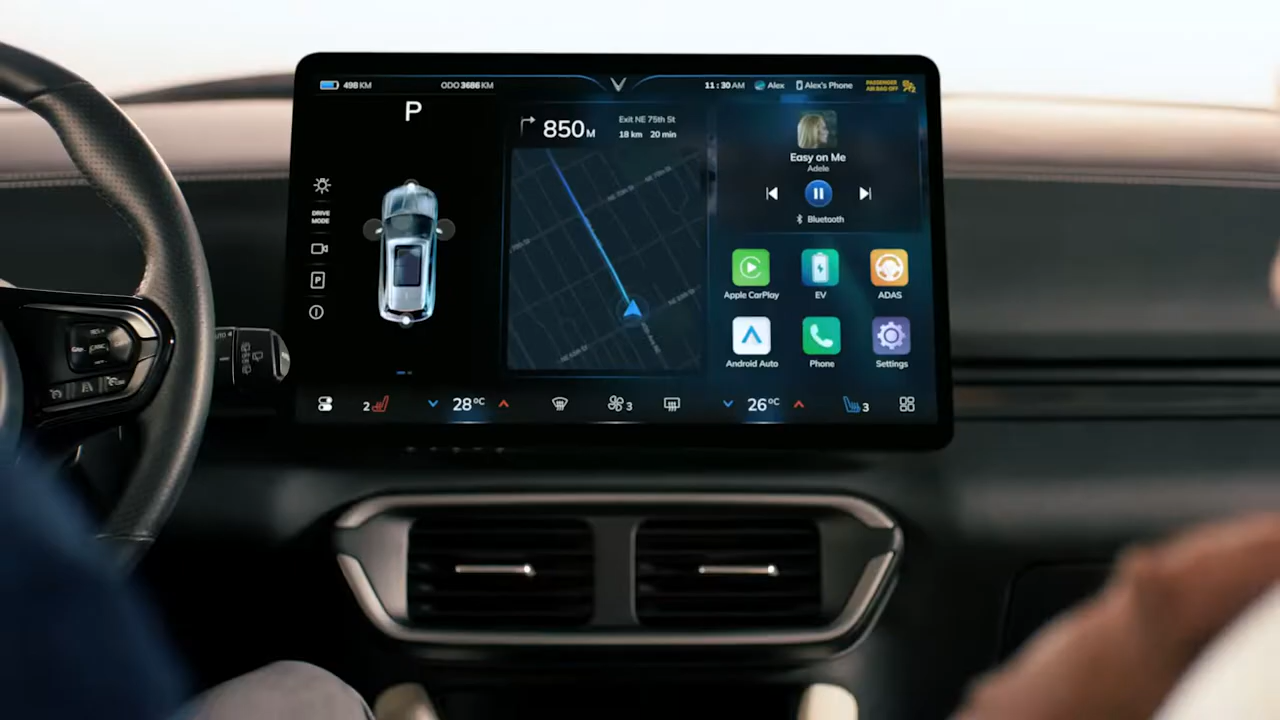 498 KM
ODO 3686 KM
11:30 AM
Alex
Alex's Phone
PASSENGER
AIR BAG OFF
P
850 M
Exit NE 75th St
18 km 20 min
Easy on Me
Adele
Bluetooth
DRIVE
MODE
P
Apple CarPlay
EV
ADAS
Android Auto
Phone
Settings
2
28°C
3
26°C
3